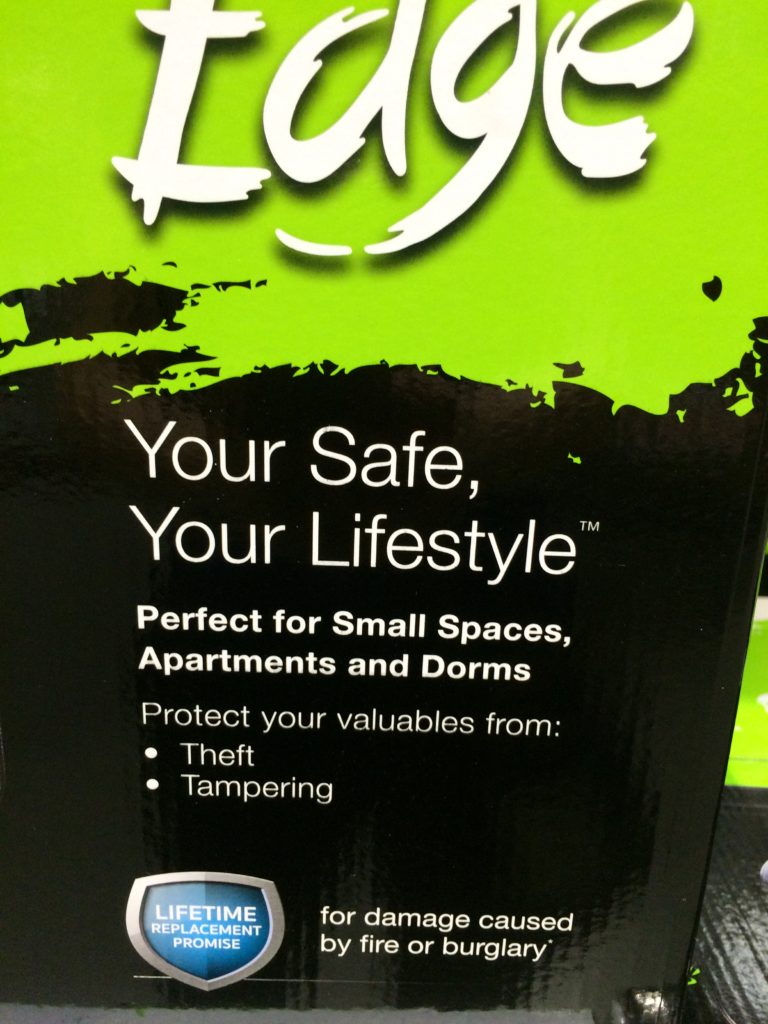 Edge
Your Safe,
Your Lifestyle™
Perfect for Small Spaces,
Apartments and Dorms
Protect your valuables from:
• Theft
• Tampering
LIFETIME
REPLACEMENT
PROMISE
for damage caused
by fire or burglary*